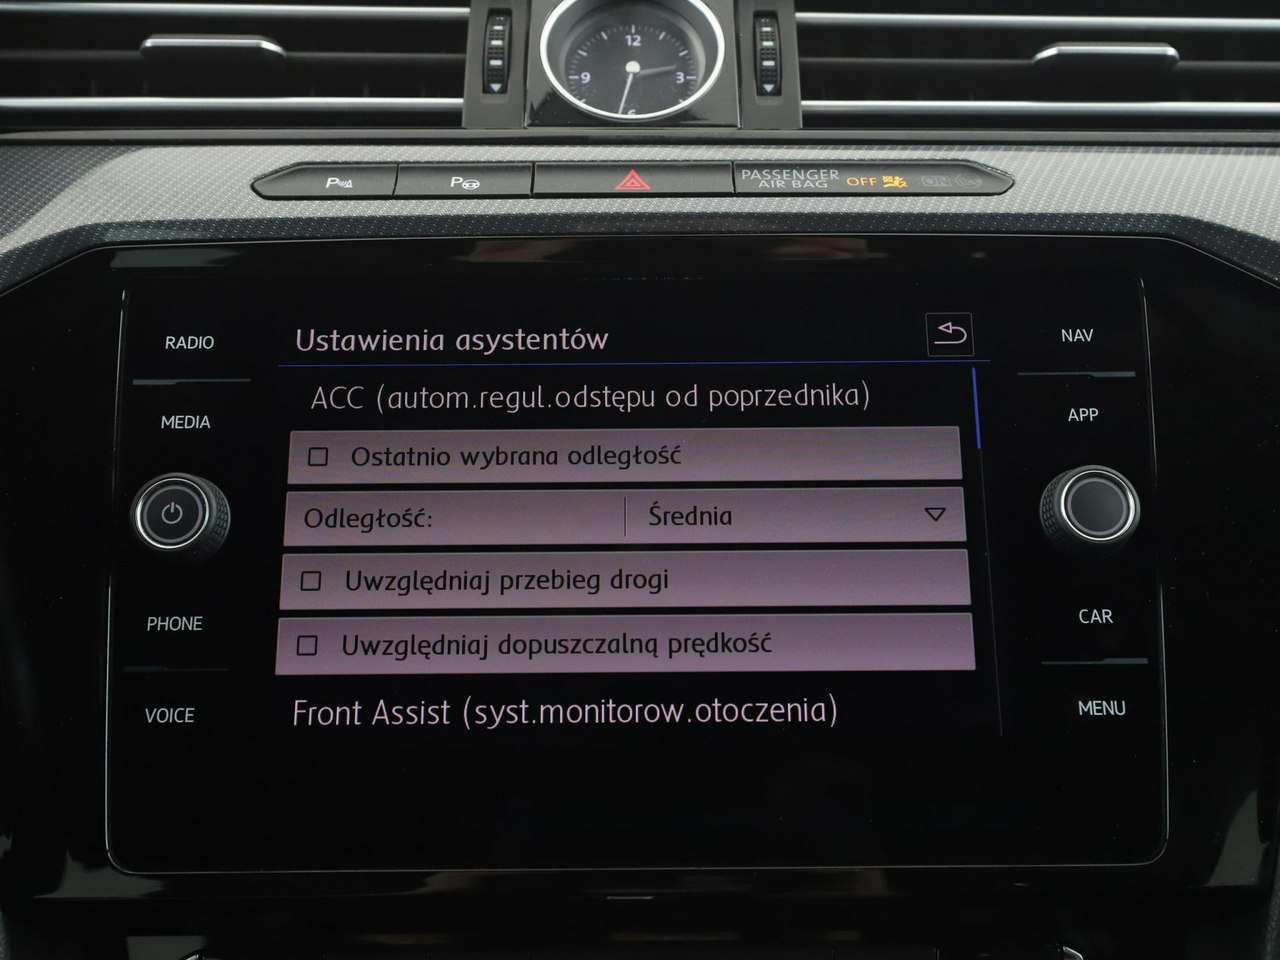 12
9 3
6
P P PASSENGER AIR BAG OFF ON
RADIO
MEDIA
PHONE
VOICE
Ustawienia asystentów
ACC (autom.regul.odstępu od poprzednika)
Ostatnio wybrana odległość
Odległość: Średnia
Uwzględniaj przebieg drogi
Uwzględniaj dopuszczalną prędkość
Front Assist (syst.monitorow.otoczenia)
NAV
APP
CAR
MENU